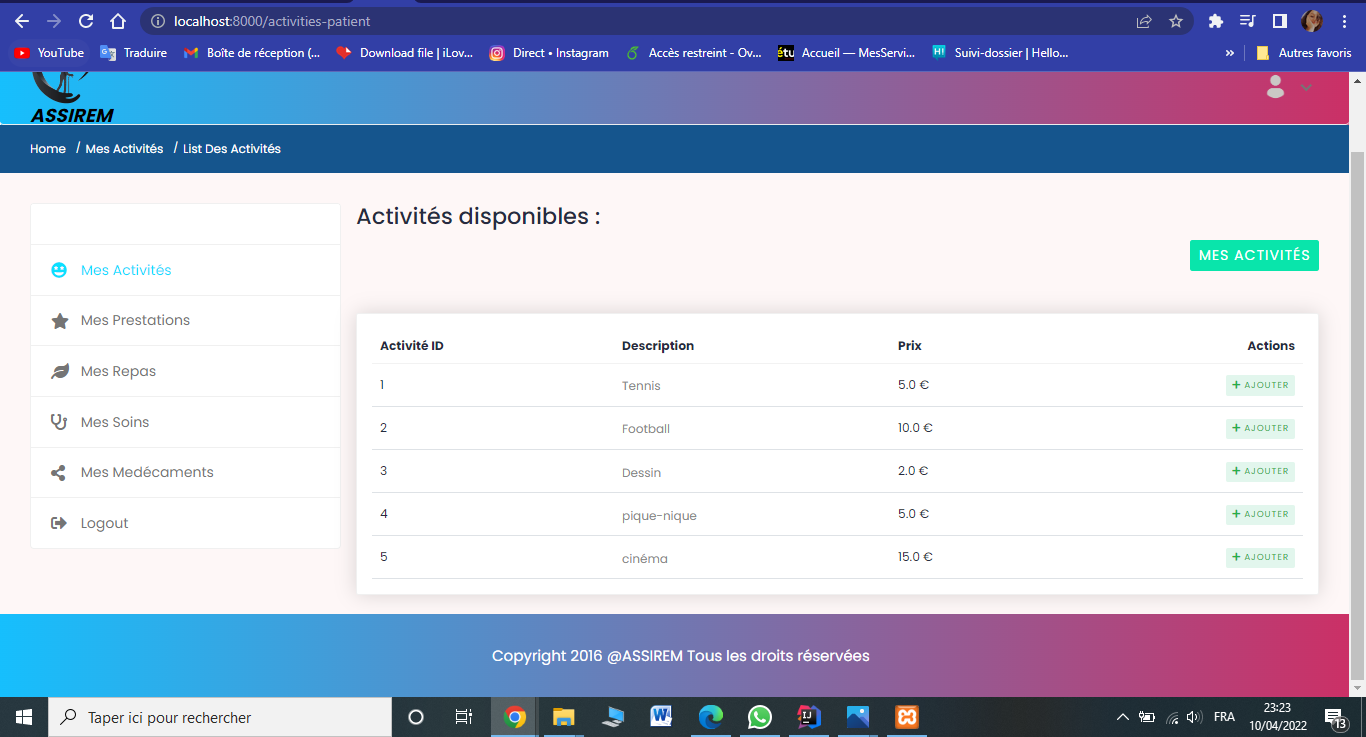 localhost:8000/activities-patient
YouTube Traduire Boîte de réception (... Download file | iLov... Direct • Instagram Accès restreint - Ov... étu Accueil — MesServi... H! Suivi-dossier | Hello... » Autres favoris
ASSIREM
Home / Mes Activités / List Des Activités
Activités disponibles :
MES ACTIVITÉS
Mes Activités
Mes Prestations
Mes Repas
Mes Soins
Mes Medécaments
Logout
Activité ID Description Prix Actions
1 Tennis 5.0 € + AJOUTER
2 Football 10.0 € + AJOUTER
3 Dessin 2.0 € + AJOUTER
4 pique-nique 5.0 € + AJOUTER
5 cinéma 15.0 € + AJOUTER
Copyright 2016 @ASSIREM Tous les droits réservées
Taper ici pour rechercher
FRA
23:23
10/04/2022
13